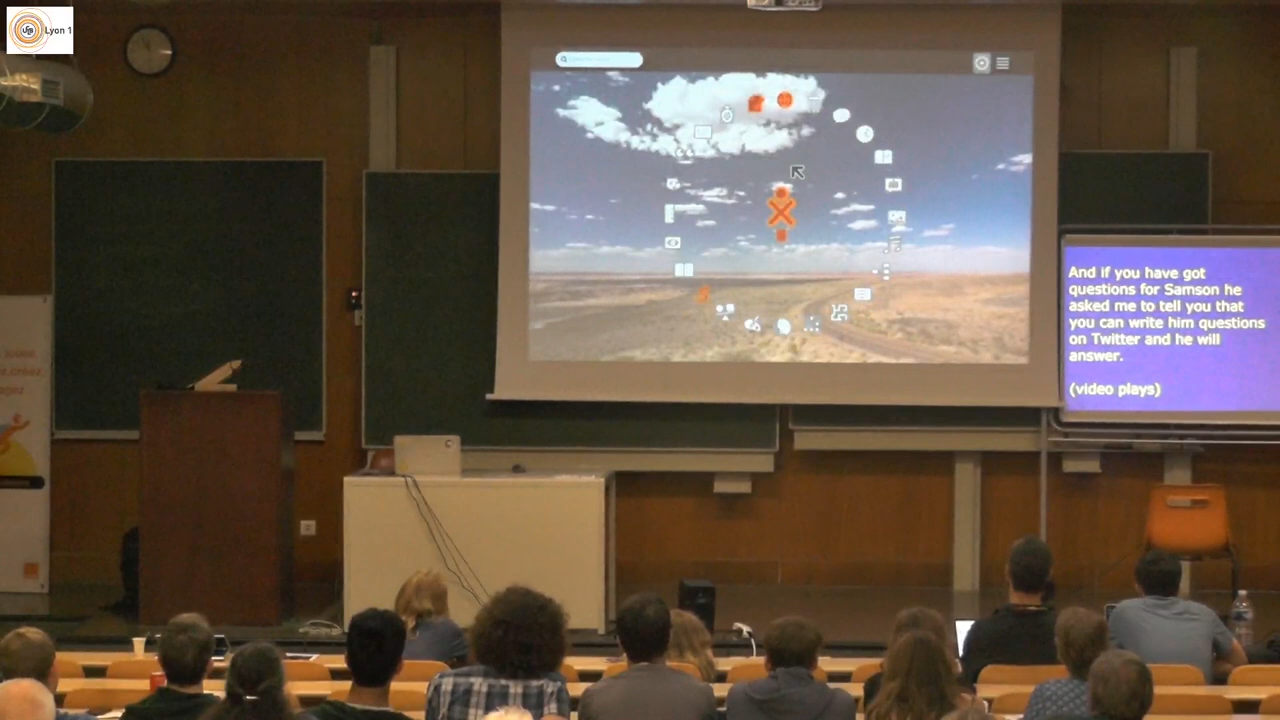 Lyon 1
And if you have got
questions for Samson he
asked me to tell you that
you can write him questions
on Twitter and he will
answer.
(video plays)